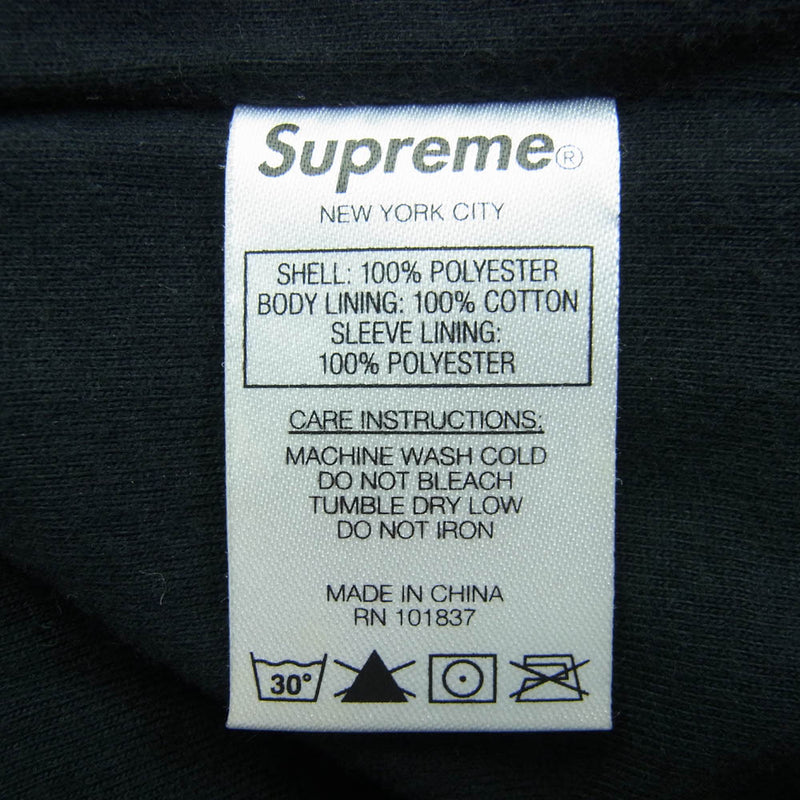 Supreme®
NEW YORK CITY
SHELL: 100% POLYESTER
BODY LINING: 100% COTTON
SLEEVE LINING:
100% POLYESTER
CARE INSTRUCTIONS:
MACHINE WASH COLD
DO NOT BLEACH
TUMBLE DRY LOW
DO NOT IRON
MADE IN CHINA
RN 101837
30°